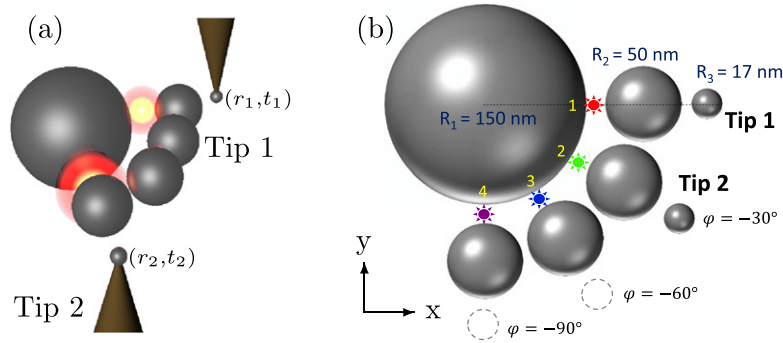 (a)
(r₁,t₁)
Tip 1
(r₂,t₂)
Tip 2
(b)
R₂ = 50 nm
R₃ = 17 nm
1
R₁ = 150 nm
Tip 1
2
Tip 2
3
4
φ = −30°
y
x
φ = −60°
φ = −90°